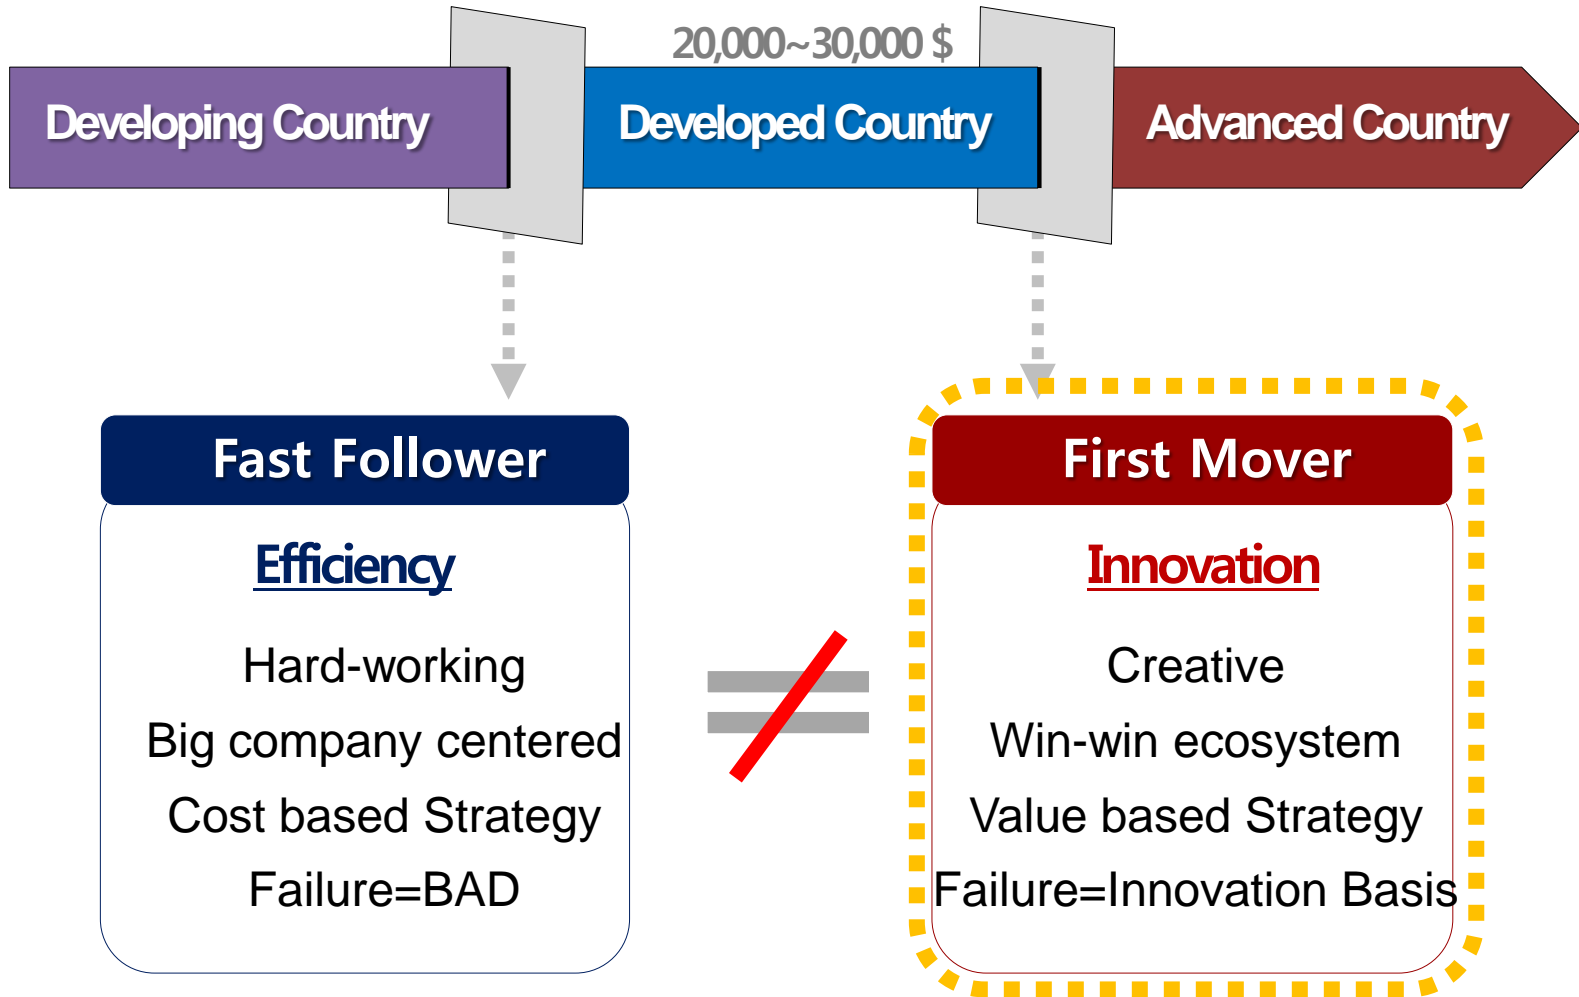 20,000~30,000 $
Developing Country
Developed Country
Advanced Country
Fast Follower
Efficiency
Hard-working
Big company centered
Cost based Strategy
Failure=BAD
First Mover
Innovation
Creative
Win-win ecosystem
Value based Strategy
Failure=Innovation Basis